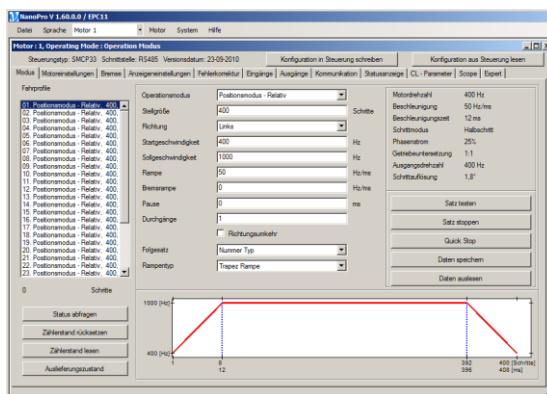 NanoPro V 1.60.0.0 / EPC11
Datei Sprache Motor 1 Motor System Hilfe
Motor : 1, Operating Mode : Operation Modus
Steuerungstyp: SMCP33 Schnittstelle: RS485 Versionsdatum: 23-09-2010 Konfiguration in Steuerung schreiben Konfiguration aus Steuerung lesen
Modus Motoreinstellungen Bremse Anzeigeneinstellungen Fehlerkorrektur Eingänge Ausgänge Kommunikation Statusanzeige CL - Parameter Scope Expert
Fahrprofile
01. Positionsmodus - Relativ, 400,
02. Positionsmodus - Relativ, 400,
03. Positionsmodus - Relativ, 400,
04. Positionsmodus - Relativ, 400,
05. Positionsmodus - Relativ, 400,
06. Positionsmodus - Relativ, 400,
07. Positionsmodus - Relativ, 400,
08. Positionsmodus - Relativ, 400,
09. Positionsmodus - Relativ, 400,
10. Positionsmodus - Relativ, 400,
11. Positionsmodus - Relativ, 400,
12. Positionsmodus - Relativ, 400,
13. Positionsmodus - Relativ, 400,
14. Positionsmodus - Relativ, 400,
15. Positionsmodus - Relativ, 400,
16. Positionsmodus - Relativ, 400,
17. Positionsmodus - Relativ, 400,
18. Positionsmodus - Relativ, 400,
19. Positionsmodus - Relativ, 400,
20. Positionsmodus - Relativ, 400,
21. Positionsmodus - Relativ, 400,
22. Positionsmodus - Relativ, 400,
23. Positionsmodus - Relativ, 400,
0 Schritte
Status abfragen
Zählerstand rücksetzen
Zählerstand lesen
Auslieferungszustand
Operationsmodus Positionsmodus - Relativ
Stellgröße 400 Schritte
Richtung Links
Startgeschwindigkeit 400 Hz
Sollgeschwindigkeit 1000 Hz
Rampe 50 Hz/ms
Bremsrampe 0 Hz/ms
Pause 0 ms
Durchgänge 1
Richtungsumkehr
Folgesatz Nummer Typ
Rampentyp Trapez Rampe
Motordrehzahl 400 Hz
Beschleunigung 50 Hz/ms
Beschleunigungszeit 12 ms
Schrittmodus Halbschritt
Phasenstrom 25%
Getriebeuntersetzung 1:1
Ausgangsdrehzahl 400 Hz
Schrittauflösung 1,8°
Satz testen
Satz stoppen
Quick Stop
Daten speichern
Daten auslesen
1000 [Hz]
400 [Hz]
1 8 392 400 [Schritte]
12 396 408 [ms]